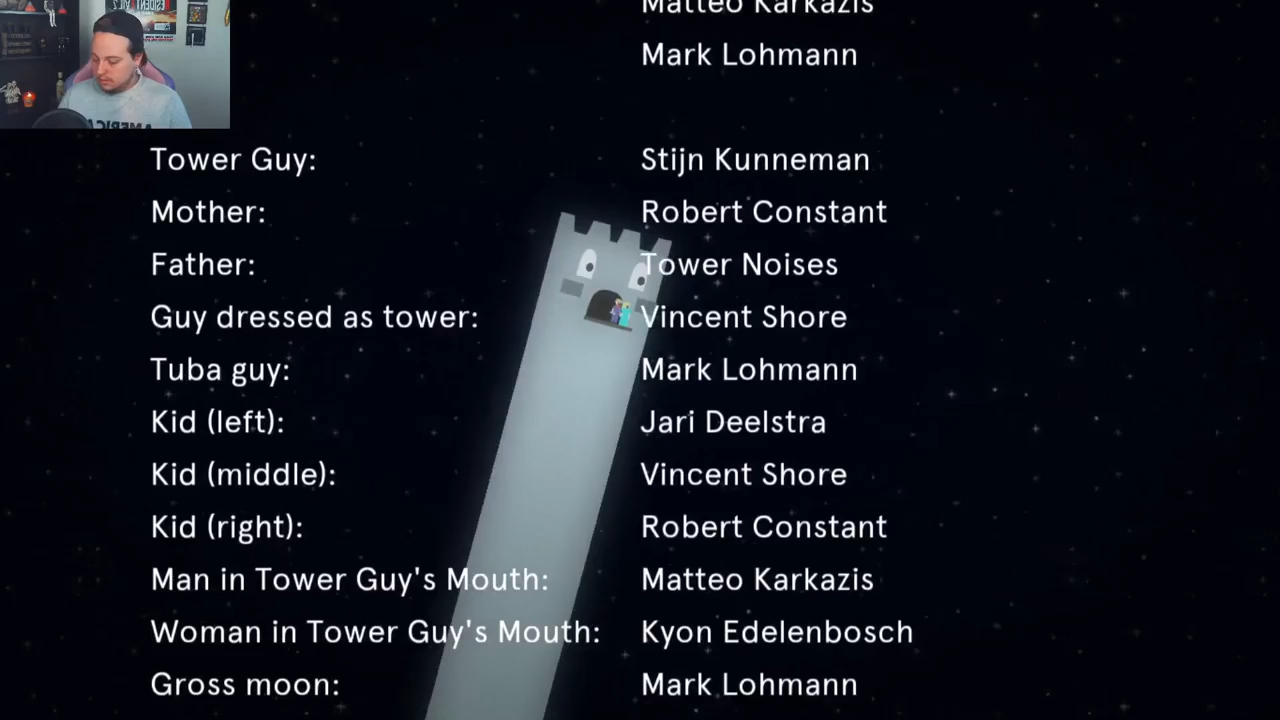 Matteo Karkazis
Mark Lohmann
Tower Guy: Stijn Kunneman
Mother: Robert Constant
Father: Tower Noises
Guy dressed as tower: Vincent Shore
Tuba guy: Mark Lohmann
Kid (left): Jari Deelstra
Kid (middle): Vincent Shore
Kid (right): Robert Constant
Man in Tower Guy's Mouth: Matteo Karkazis
Woman in Tower Guy's Mouth: Kyon Edelenbosch
Gross moon: Mark Lohmann